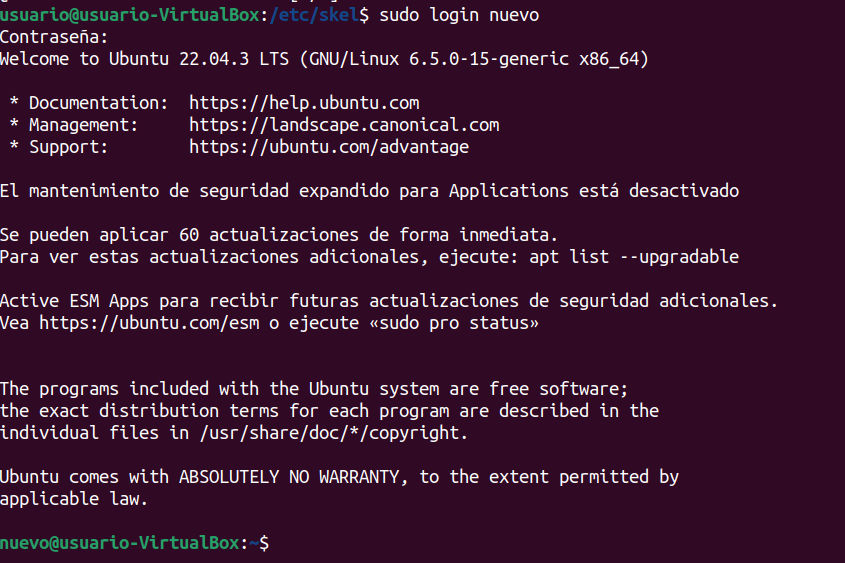 usuario@usuario-VirtualBox:/etc/skel$ sudo login nuevo
Contraseña:
Welcome to Ubuntu 22.04.3 LTS (GNU/Linux 6.5.0-15-generic x86_64)
* Documentation:  https://help.ubuntu.com
* Management:     https://landscape.canonical.com
* Support:        https://ubuntu.com/advantage
El mantenimiento de seguridad expandido para Applications está desactivado
Se pueden aplicar 60 actualizaciones de forma inmediata.
Para ver estas actualizaciones adicionales, ejecute: apt list --upgradable
Active ESM Apps para recibir futuras actualizaciones de seguridad adicionales.
Vea https://ubuntu.com/esm o ejecute «sudo pro status»
The programs included with the Ubuntu system are free software;
the exact distribution terms for each program are described in the
individual files in /usr/share/doc/*/copyright.
Ubuntu comes with ABSOLUTELY NO WARRANTY, to the extent permitted by
applicable law.
nuevo@usuario-VirtualBox:~$